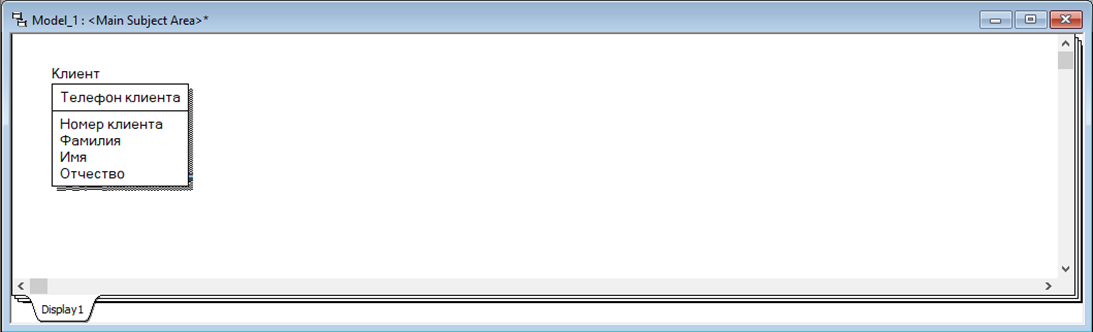 Model_1 : <Main Subject Area>*
Клиент
Телефон клиента
Номер клиента
Фамилия
Имя
Отчество
Display1